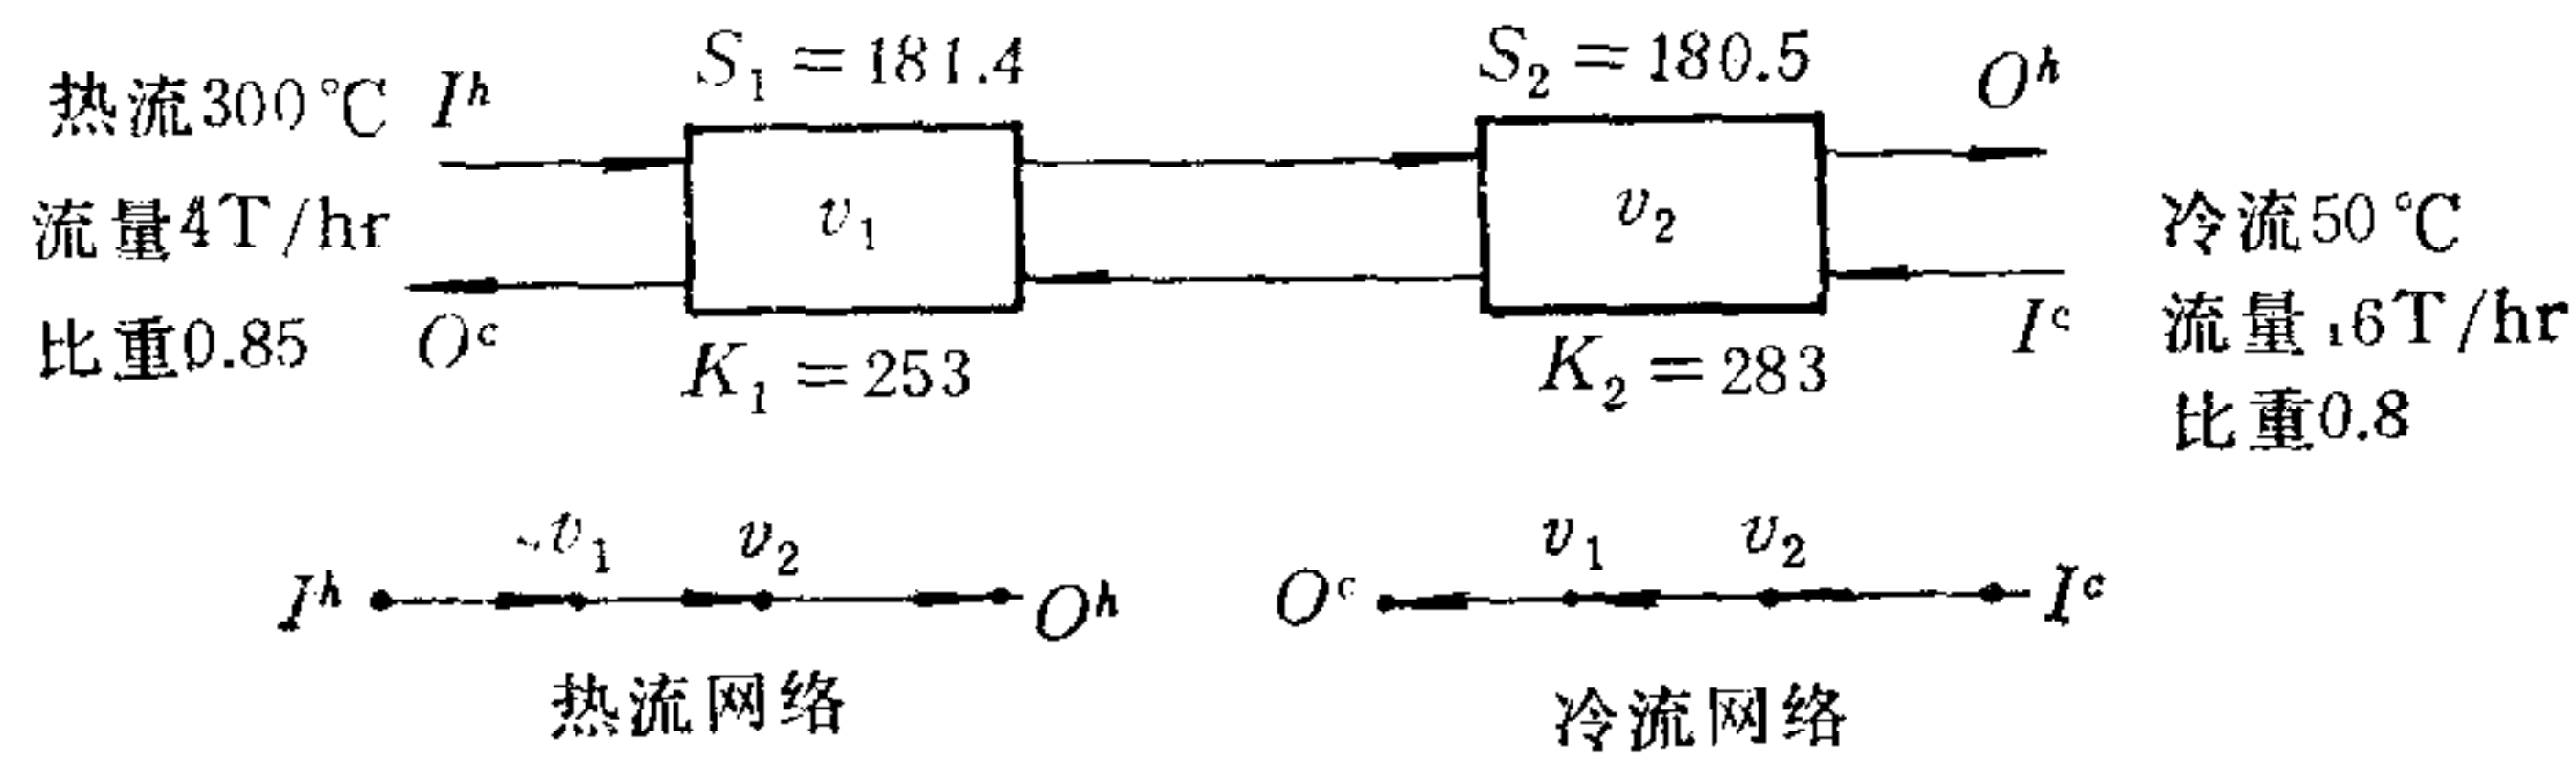 S₁ = 181.4
S₂ = 180.5
热流300℃
Iʰ
Oʰ
流量4T/hr
v₁
v₂
冷流50℃
比重0.85
Oᶜ
Iᶜ
流量16T/hr
K₁ = 253
K₂ = 283
比重0.8
v₁
v₂
v₁
v₂
Iʰ
Oʰ
Oᶜ
Iᶜ
热流网络
冷流网络